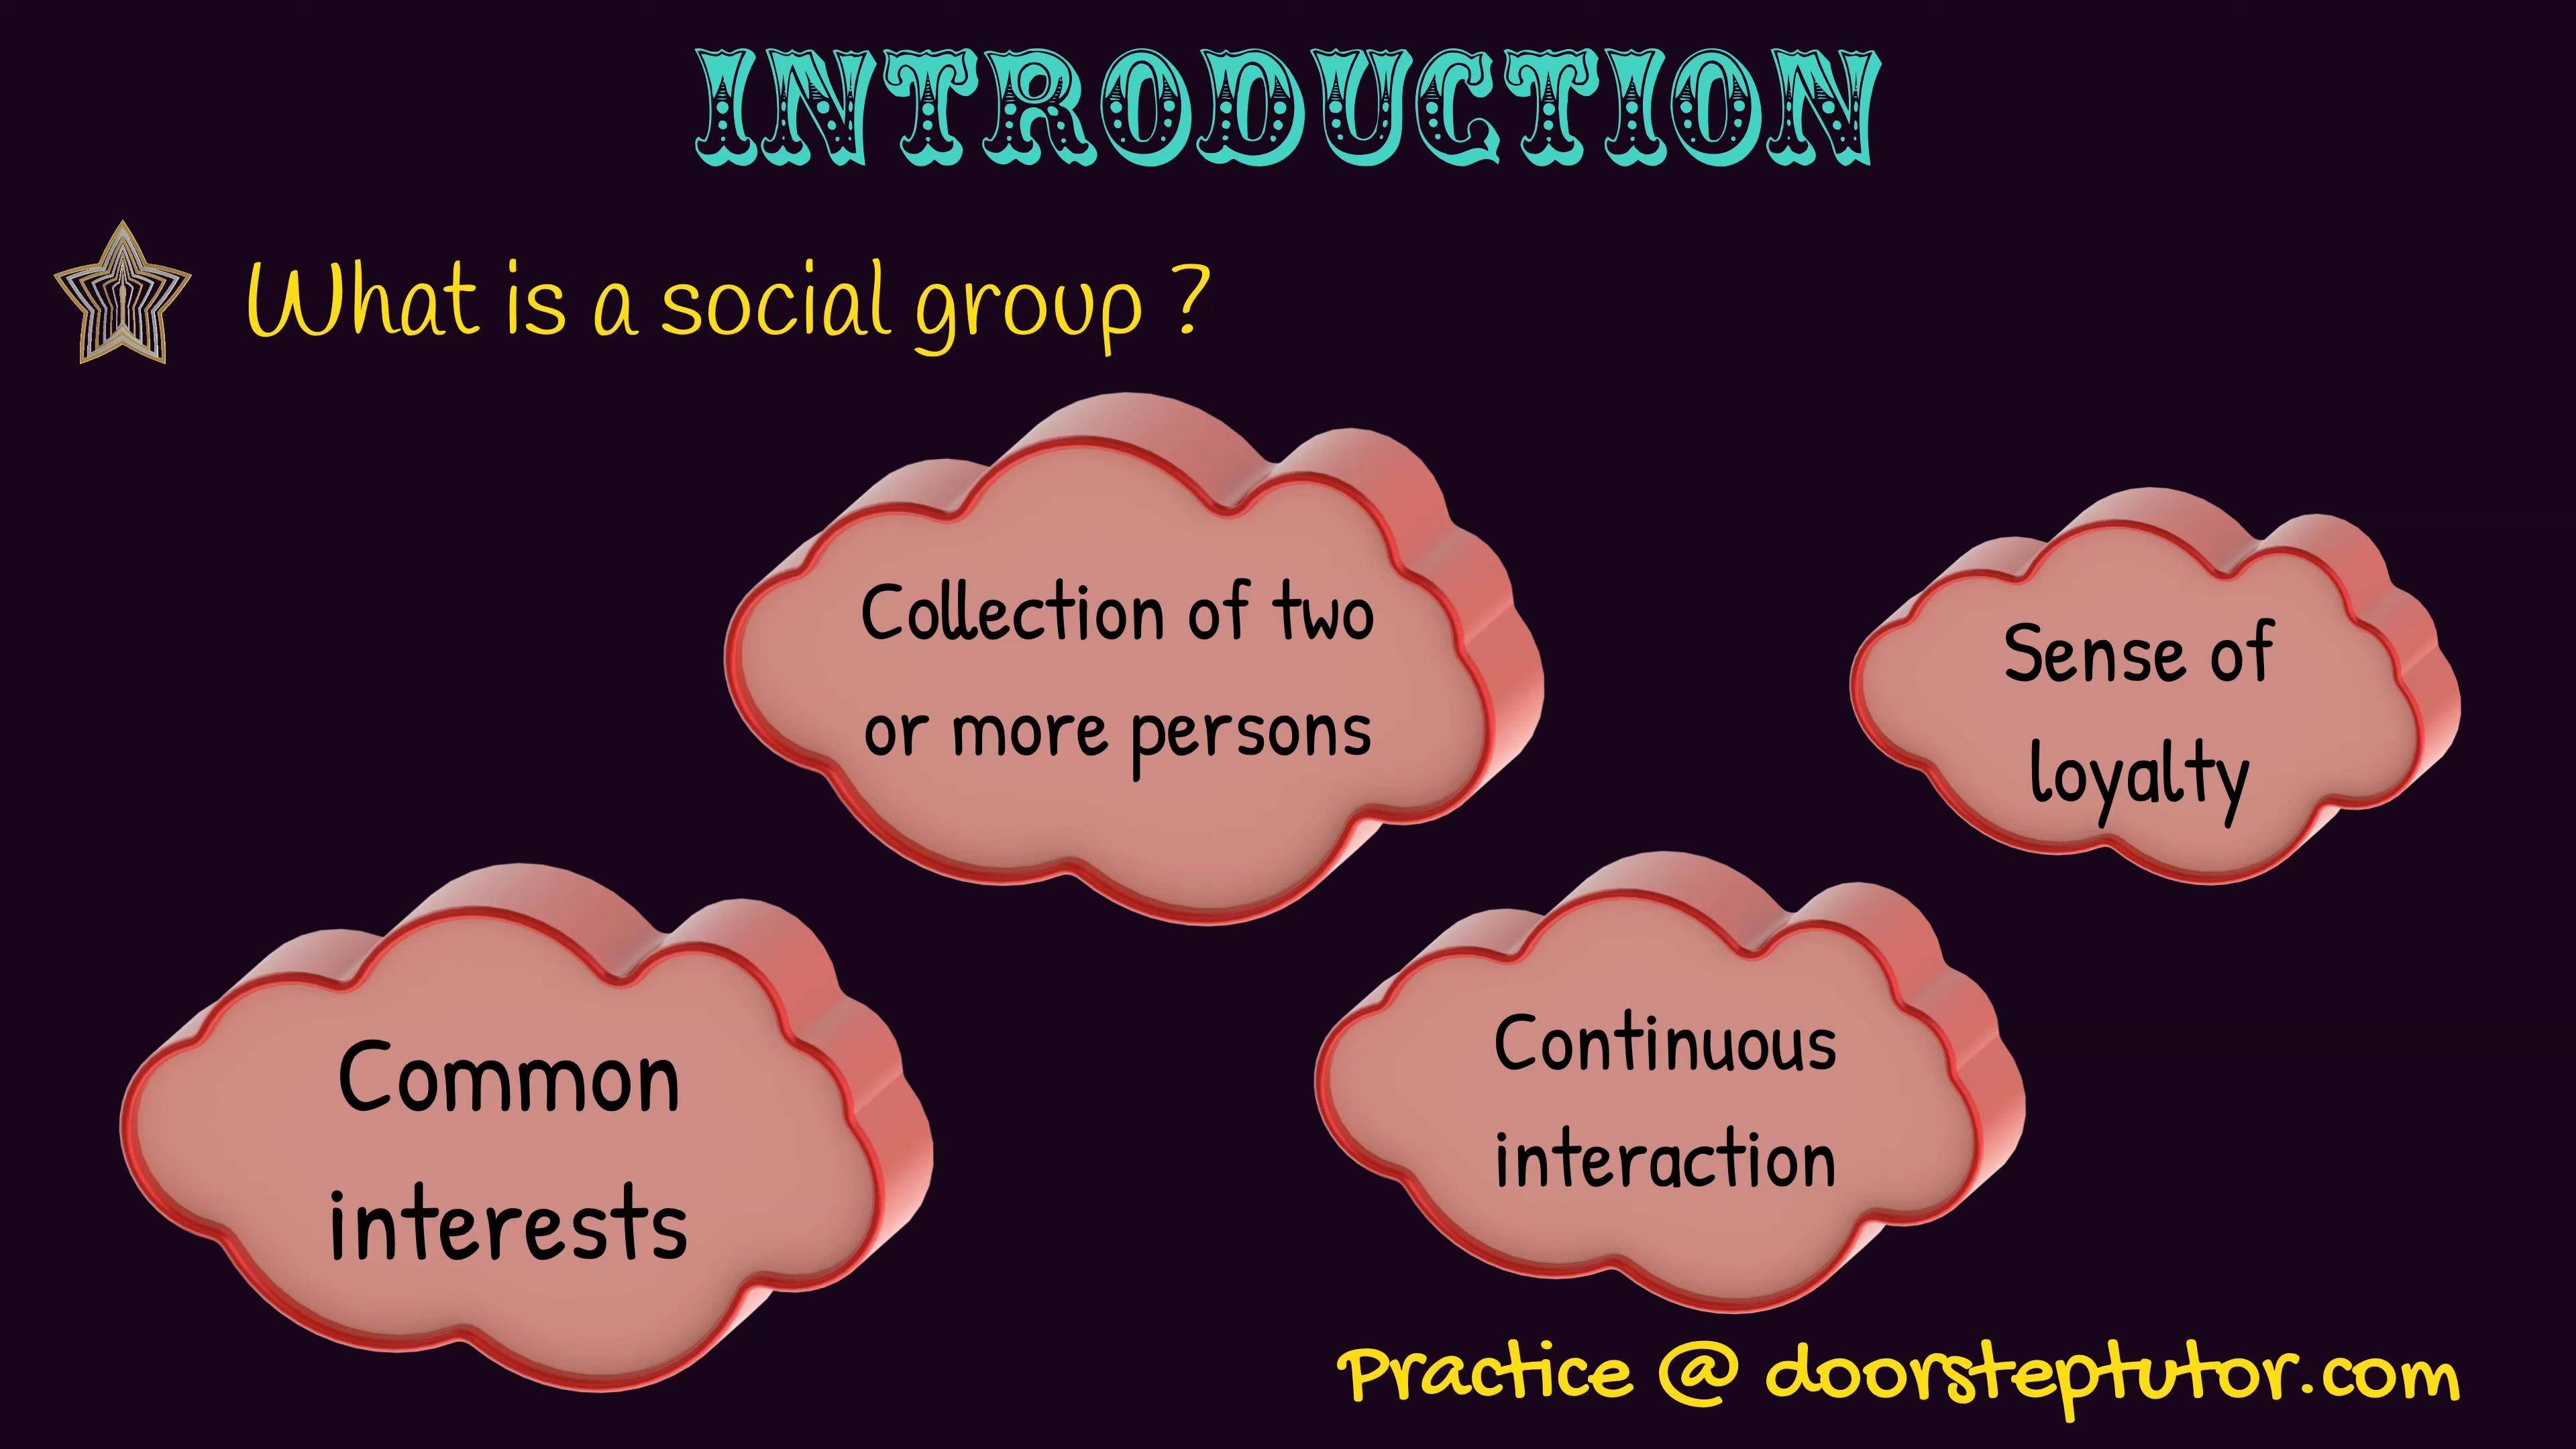 INTRODUCTION
What is a social group ?
Collection of two
or more persons
Sense of
loyalty
Common
interests
Continuous
interaction
Practice @ doorsteptutor.com